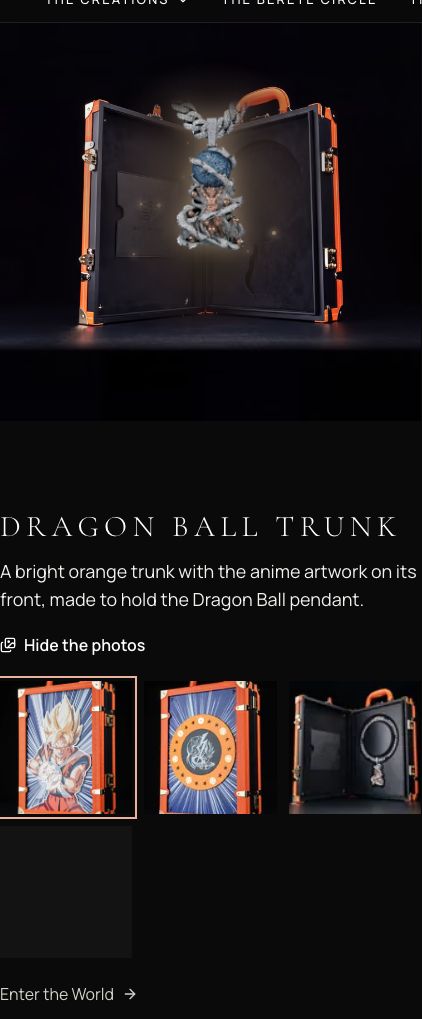 THE CREATIONS
THE BERETE CIRCLE
DRAGON BALL TRUNK
A bright orange trunk with the anime artwork on its
front, made to hold the Dragon Ball pendant.
Hide the photos
Enter the World